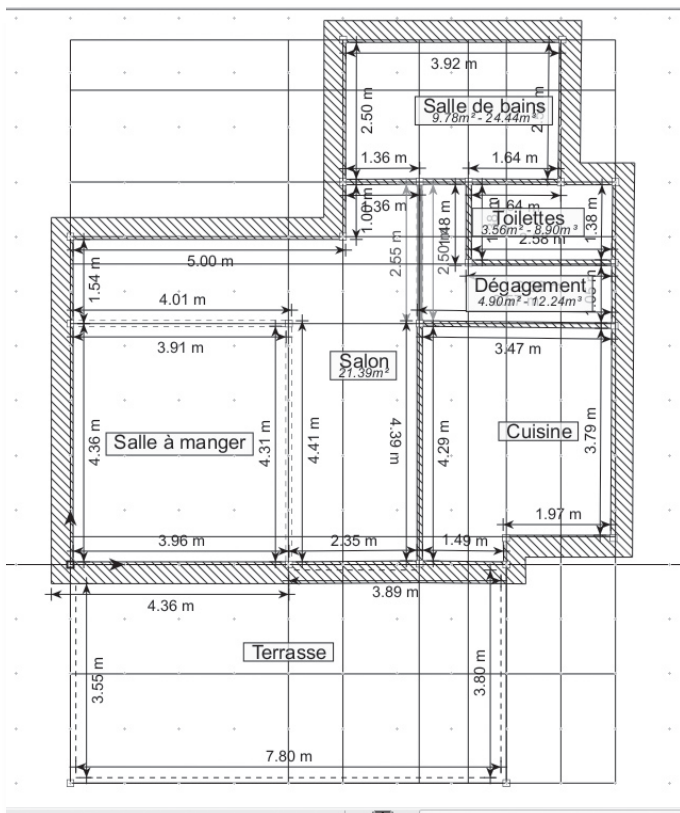 3.92 m
2.50 m
Salle de bains
9.78m² - 24.44m³
1.36 m
1.64 m
1.00 m
1.36 m
2.55 m
2.50 m
1.48 m
1.64 m
Toilettes
3.56m² - 8.90m³
2.58 m
1.38 m
5.00 m
1.54 m
4.01 m
Dégagement
4.90m² - 12.24m³
3.91 m
Salon
21.39m²
3.47 m
4.36 m
Salle à manger
4.31 m
4.41 m
4.39 m
4.29 m
Cuisine
3.79 m
1.97 m
3.96 m
2.35 m
1.49 m
4.36 m
3.89 m
Terrasse
3.55 m
3.80 m
7.80 m